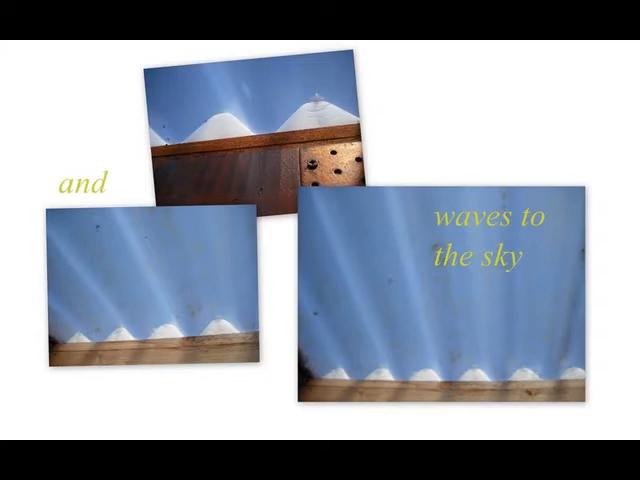 and
waves to
the sky